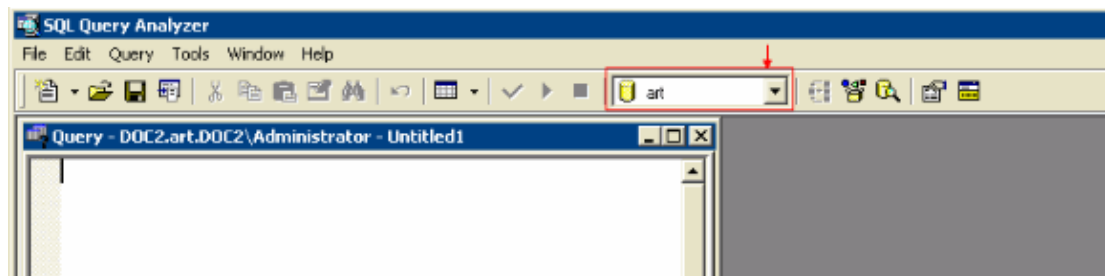 SQL Query Analyzer
File Edit Query Tools Window Help
art
Query - DOC2.art.DOC2\Administrator - Untitled1